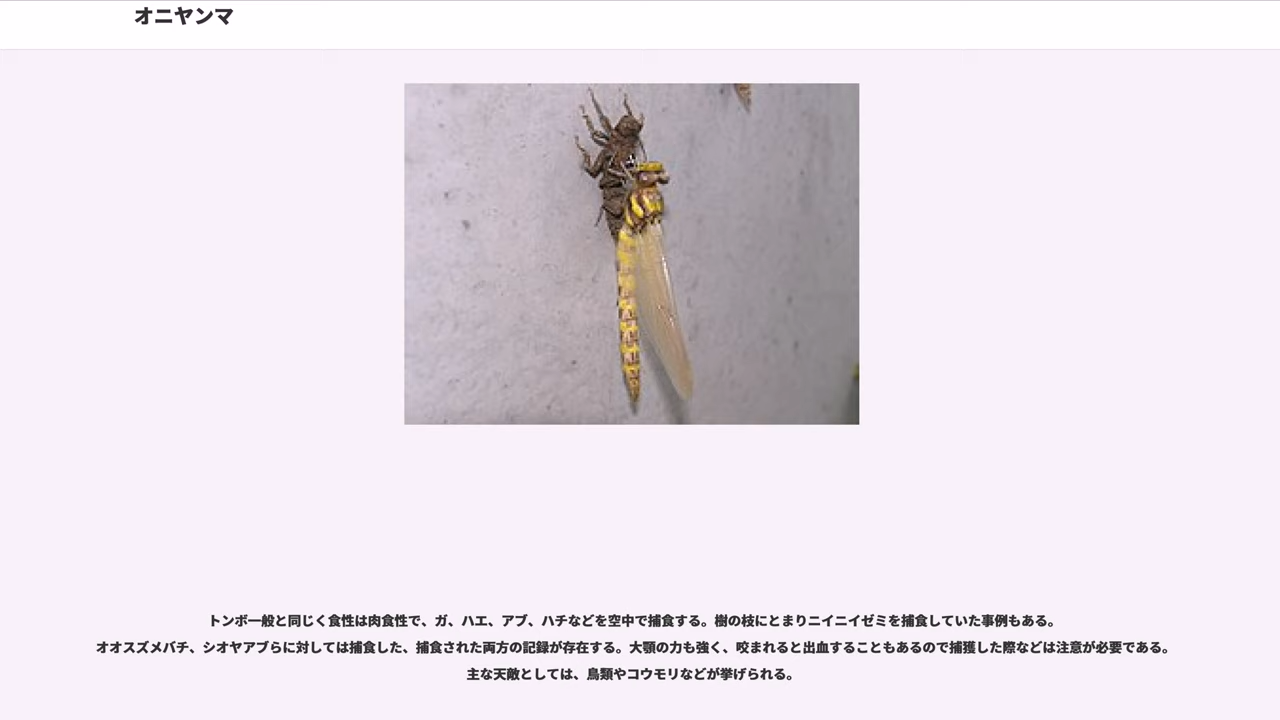 オニヤンマ
トンボ一般と同じく食性は肉食性で、ガ、ハエ、アブ、ハチなどを空中で捕食する。樹の枝にとまりニイニイゼミを捕食していた事例もある。
オオスズメバチ、シオヤアブらに対しては捕食した、捕食された両方の記録が存在する。大顎の力も強く、咬まれると出血することもあるので捕獲した際などは注意が必要である。
主な天敵としては、鳥類やコウモリなどが挙げられる。